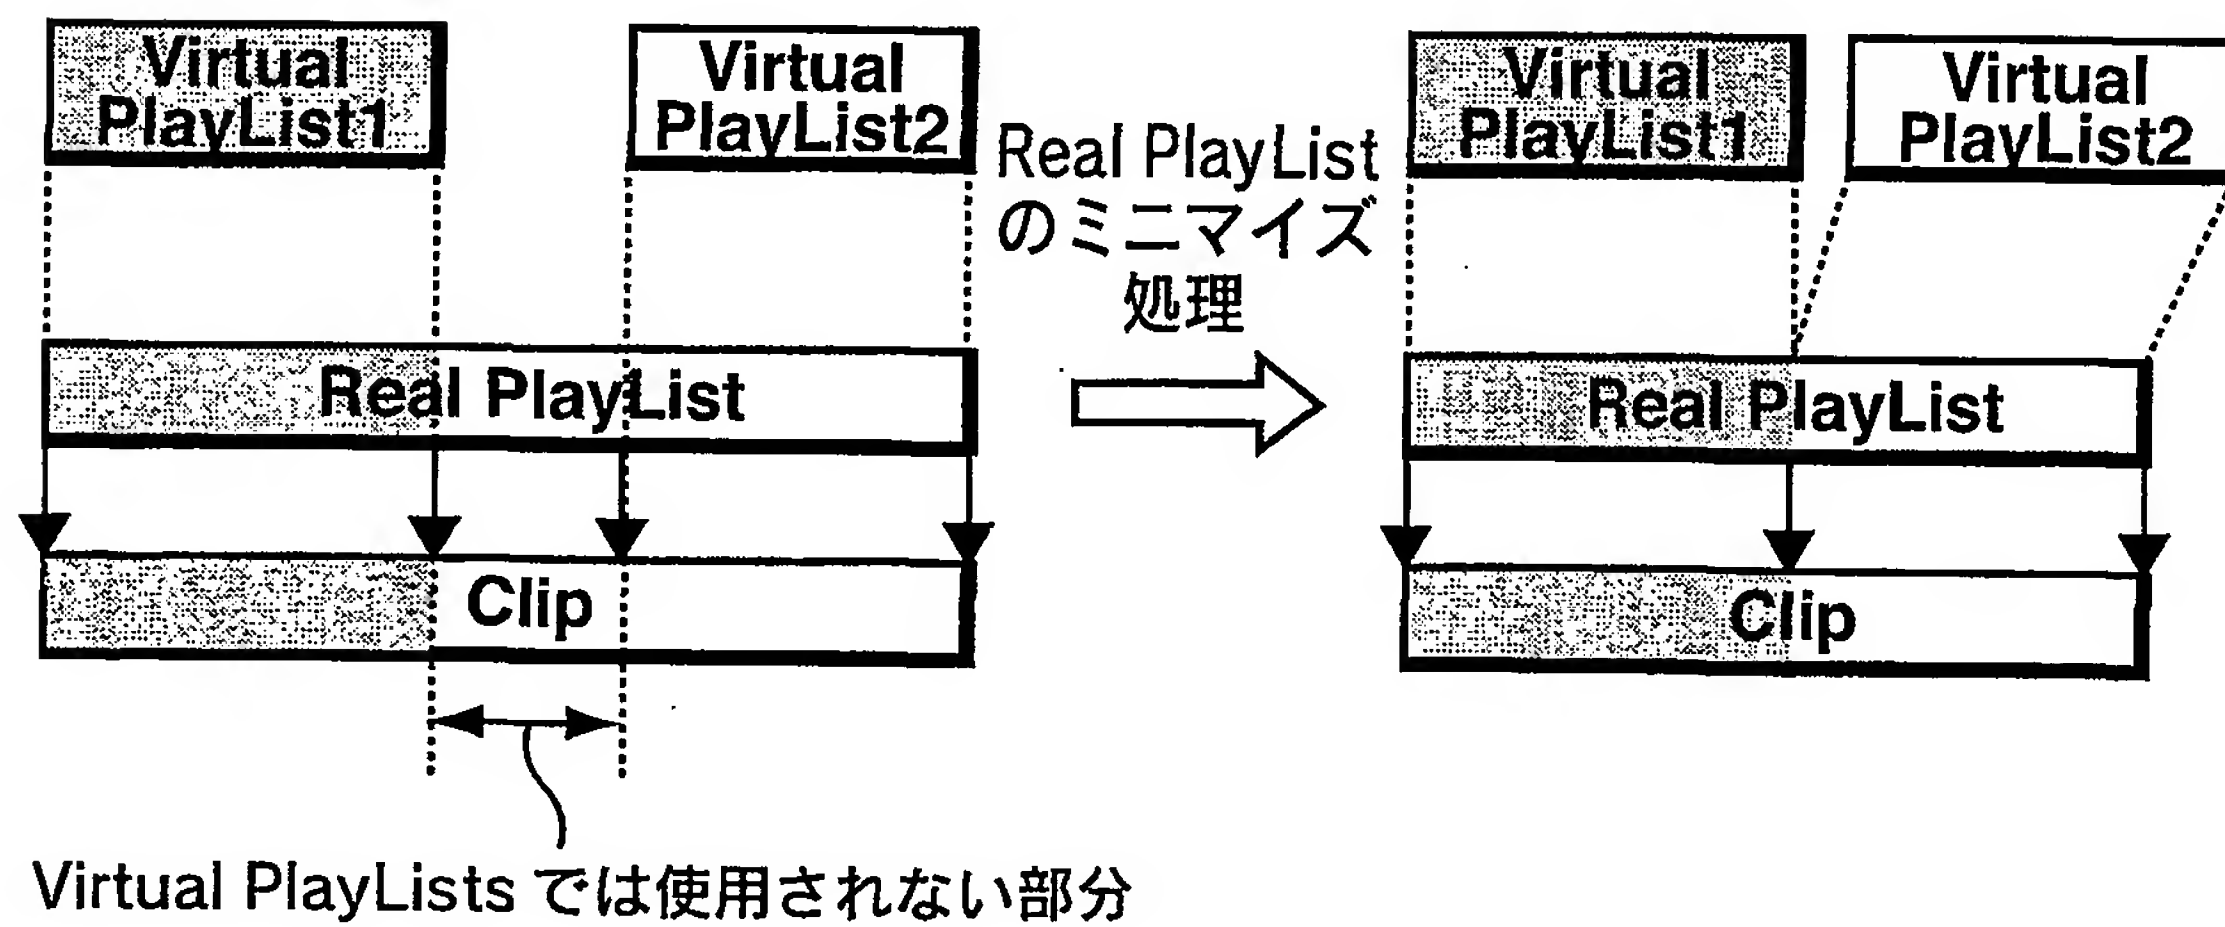 Virtual
PlayList1
Virtual
PlayList2
Real PlayList
Clip
Virtual PlayLists では使用されない部分
Real PlayList
のミニマイズ
処理
Virtual
PlayList1
Virtual
PlayList2
Real PlayList
Clip